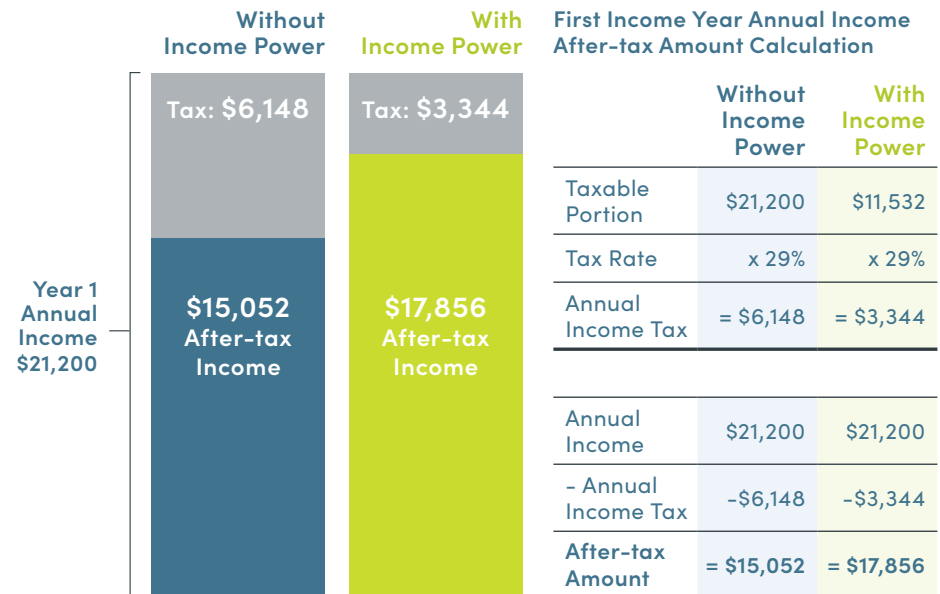 Without
Income Power
With
Income Power
Tax: $6,148
Tax: $3,344
Year 1
Annual
Income
$21,200
$15,052
After-tax
Income
$17,856
After-tax
Income
First Income Year Annual Income
After-tax Amount Calculation
Without
Income
Power
With
Income
Power
Taxable
Portion
$21,200
$11,532
Tax Rate
x 29%
x 29%
Annual
Income Tax
= $6,148
= $3,344
Annual
Income
$21,200
$21,200
- Annual
Income Tax
-$6,148
-$3,344
After-tax
Amount
= $15,052
= $17,856